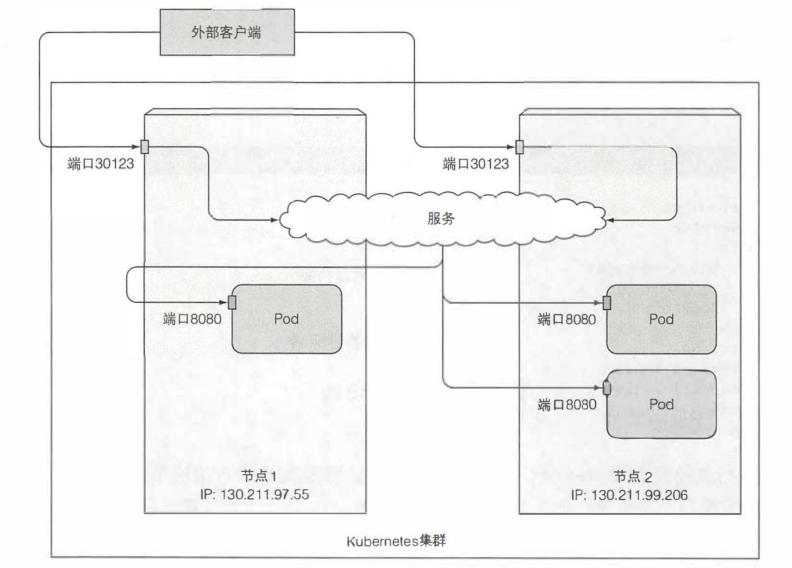 外部客户端
端口30123
端口30123
服务
端口8080
Pod
端口8080
Pod
端口8080
Pod
节点 1
IP: 130.211.97.55
节点 2
IP: 130.211.99.206
Kubernetes集群